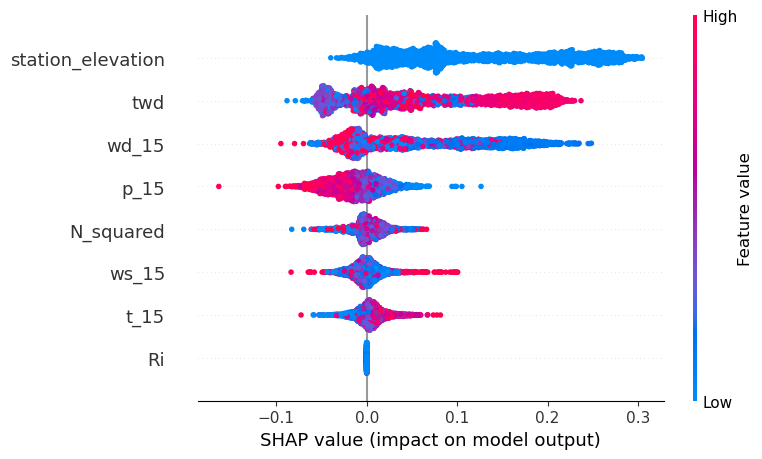 High
station_elevation
twd
wd_15
p_15
N_squared
ws_15
t_15
Ri
Feature value
Low
−0.1 0.0 0.1 0.2 0.3
SHAP value (impact on model output)